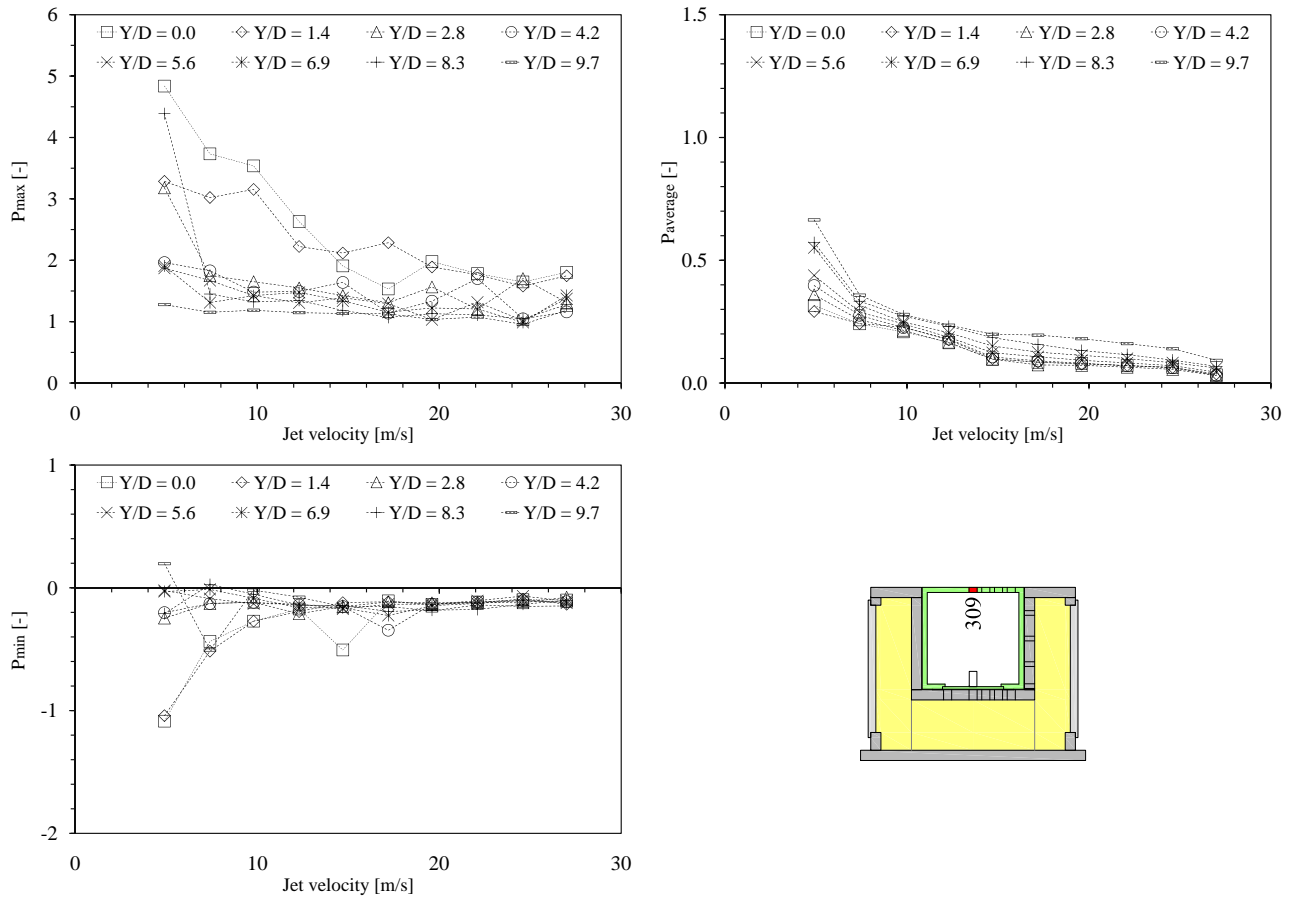 6
5
4
3
2
1
0
Pmax [-]
Y/D = 0.0 Y/D = 1.4 Y/D = 2.8 Y/D = 4.2
Y/D = 5.6 Y/D = 6.9 Y/D = 8.3 Y/D = 9.7
0 10 20 30
Jet velocity [m/s]
1.5
1.0
0.5
0.0
Paverage [-]
Y/D = 0.0 Y/D = 1.4 Y/D = 2.8 Y/D = 4.2
Y/D = 5.6 Y/D = 6.9 Y/D = 8.3 Y/D = 9.7
0 10 20 30
Jet velocity [m/s]
1
0
-1
-2
Pmin [-]
Y/D = 0.0 Y/D = 1.4 Y/D = 2.8 Y/D = 4.2
Y/D = 5.6 Y/D = 6.9 Y/D = 8.3 Y/D = 9.7
0 10 20 30
Jet velocity [m/s]
309